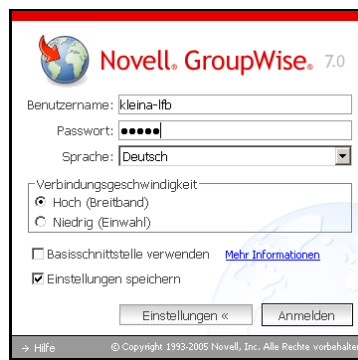 Novell. GroupWise. 7.0
Benutzername: kleina-lfb
Passwort: ●●●●●
Sprache: Deutsch
Verbindungsgeschwindigkeit
Hoch (Breitband)
Niedrig (Einwahl)
Basisschnittstelle verwenden Mehr Informationen
Einstellungen speichern
Einstellungen « Anmelden
→ Hilfe © Copyright 1993-2005 Novell, Inc. Alle Rechte vorbehalte